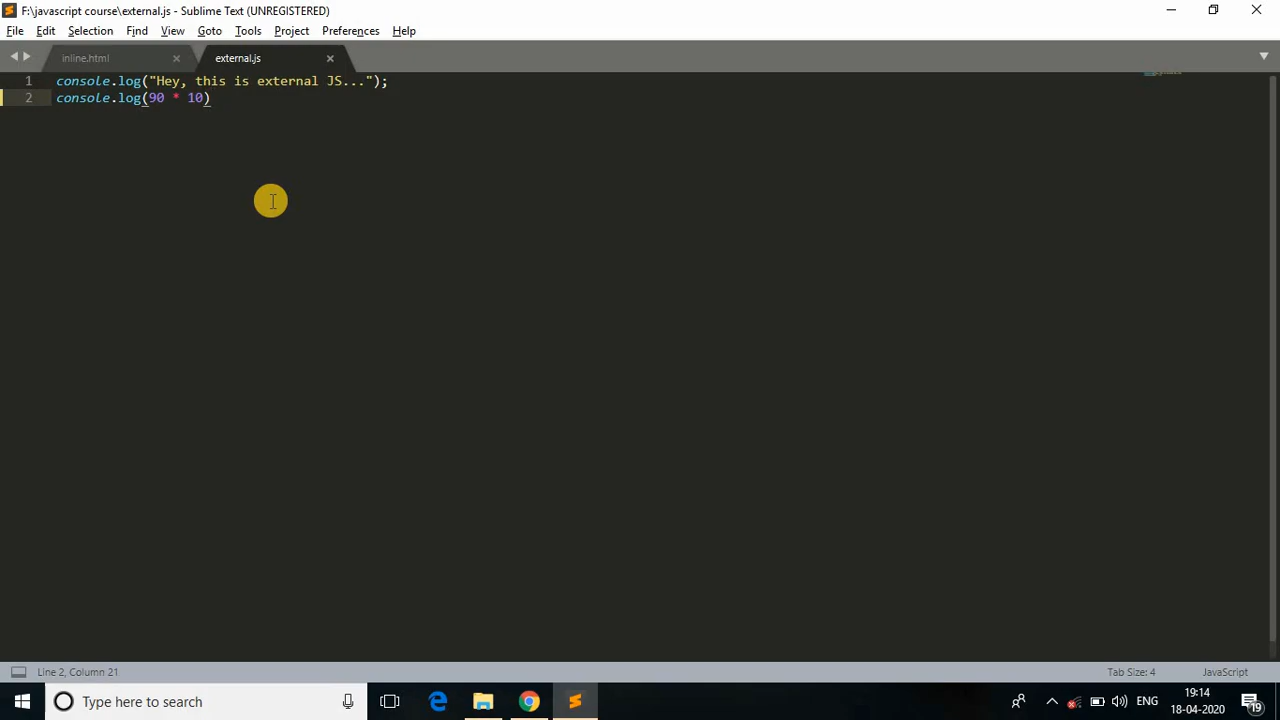 F:\javascript course\external.js - Sublime Text (UNREGISTERED)
File Edit Selection Find View Goto Tools Project Preferences Help
inline.html external.js
1 console.log("Hey, this is external JS...");
2 console.log(90 * 10)
Line 2, Column 21 Tab Size: 4 JavaScript
Type here to search ENG 19:14 19
18-04-2020